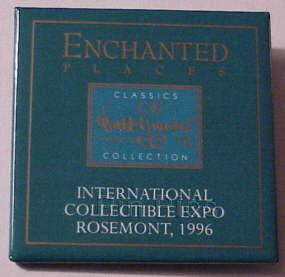 ENCHANTED
PLACES
CLASSICS
Walt Disney
COLLECTION
INTERNATIONAL
COLLECTIBLE EXPO
ROSEMONT, 1996